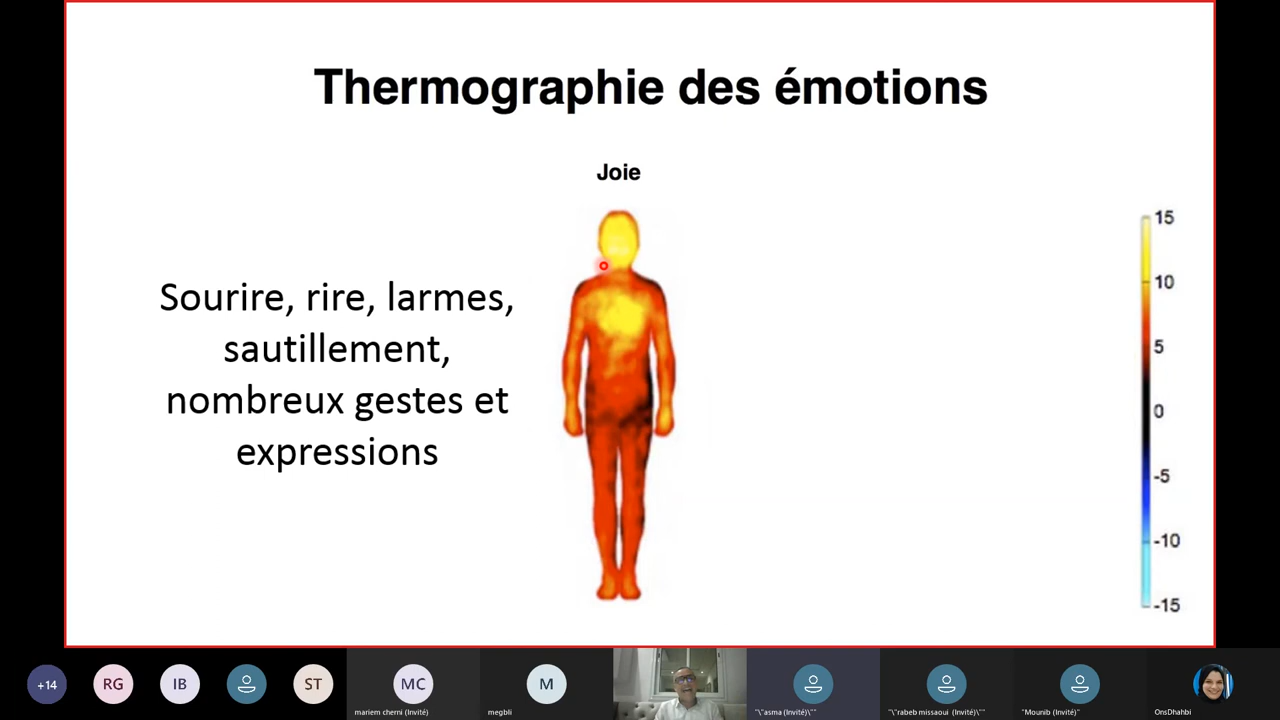 Thermographie des émotions
Joie
Sourire, rire, larmes,
sautillement,
nombreux gestes et
expressions
15
10
5
0
-5
-10
-15
+14
RG
IB
ST
MC
mariem cherni (Invité)
M
megbli
"\"asma (Invité)\""
"\"rabeb missaoui (Invité)\""
"Mounib (Invité)"
OnsDhahbi